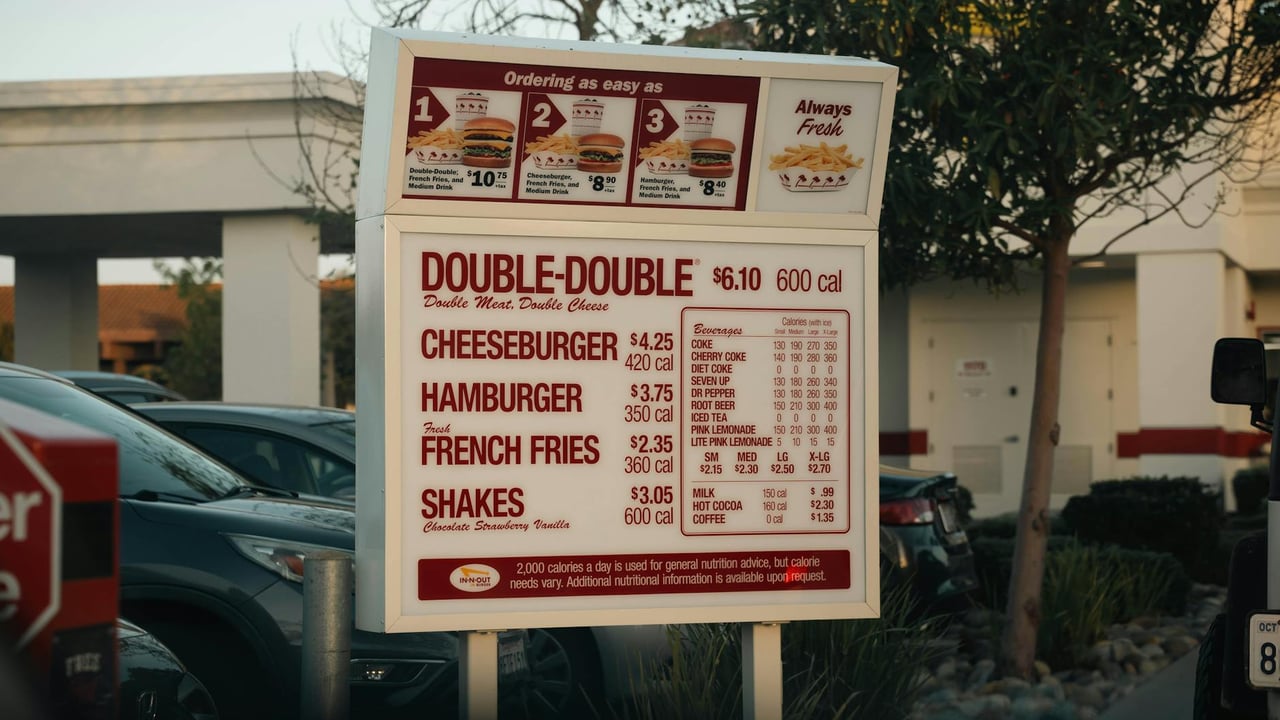 Ordering as easy as
1
2
3
Double-Double,
French Fries, and
Medium Drink
$10 75
+tax
Cheeseburger,
French Fries, and
Medium Drink
$8 90
+tax
Hamburger,
French Fries, and
Medium Drink
$8 40
+tax
Always
Fresh
DOUBLE-DOUBLE® $6.10 600 cal
Double Meat, Double Cheese
CHEESEBURGER $4.25
420 cal
HAMBURGER $3.75
350 cal
Fresh
FRENCH FRIES $2.35
360 cal
SHAKES $3.05
600 cal
Chocolate Strawberry Vanilla
Calories (with ice)
Beverages Small Medium Large X-Large
COKE 130 190 270 350
CHERRY COKE 140 190 280 360
DIET COKE 0 0 0 0
SEVEN UP 130 180 260 340
DR PEPPER 130 180 260 350
ROOT BEER 150 210 300 400
ICED TEA 0 0 0 0
PINK LEMONADE 150 210 300 400
LITE PINK LEMONADE 5 10 15 15
SM MED LG X-LG
$2.15 $2.30 $2.50 $2.70
MILK 150 cal $ .99
HOT COCOA 160 cal $2.30
COFFEE 0 cal $1.35
IN-N-OUT
BURGER
2,000 calories a day is used for general nutrition advice, but calorie
needs vary. Additional nutritional information is available upon request.
er
e
OCT
8